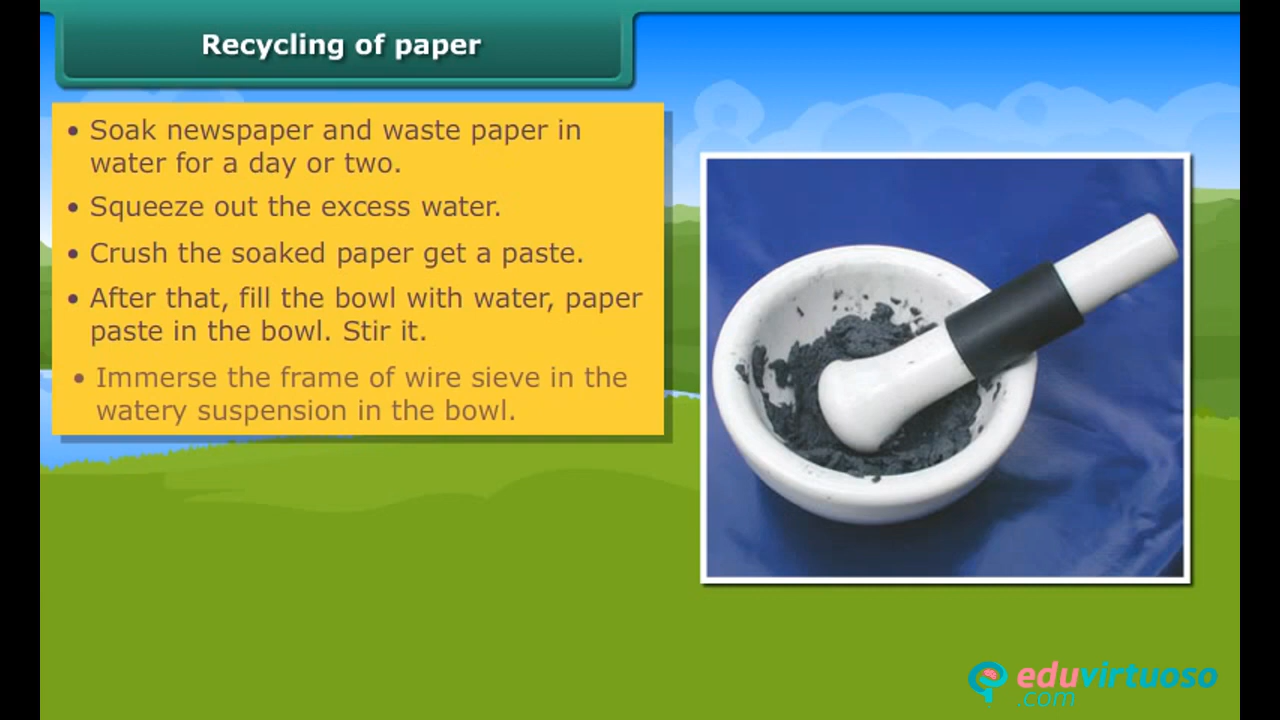 Recycling of paper
• Soak newspaper and waste paper in
water for a day or two.
• Squeeze out the excess water.
• Crush the soaked paper get a paste.
• After that, fill the bowl with water, paper
paste in the bowl. Stir it.
• Immerse the frame of wire sieve in the
watery suspension in the bowl.
eduvirtuoso
.com